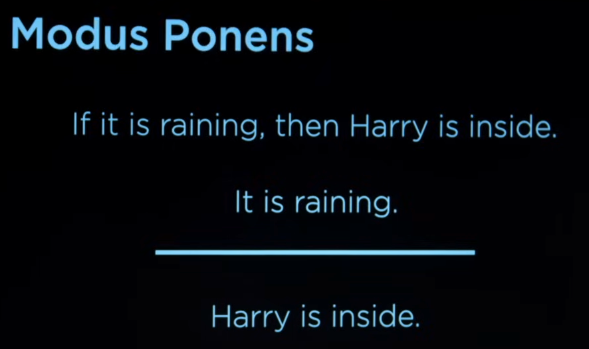 Modus Ponens
If it is raining, then Harry is inside.
It is raining.
Harry is inside.